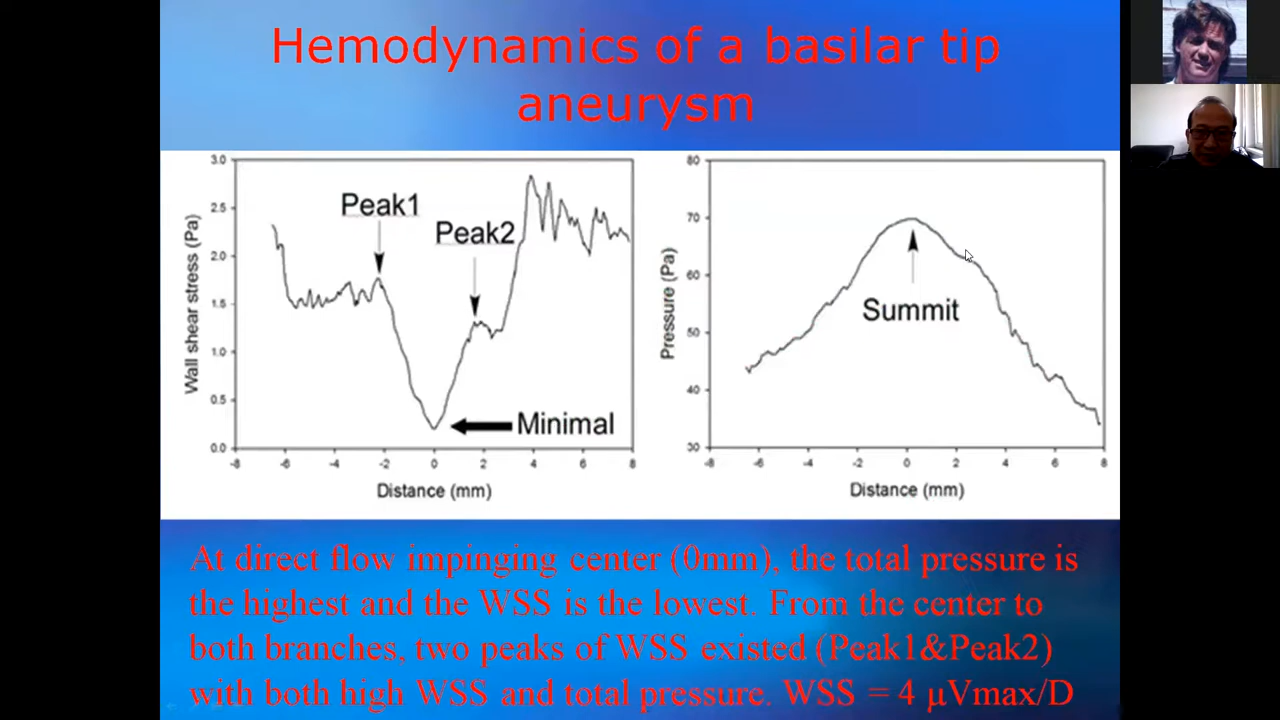 Hemodynamics of a basilar tip
aneurysm
3.0
2.5
2.0
1.5
1.0
0.5
0.0
Wall shear stress (Pa)
Peak1
Peak2
Minimal
-8 -6 -4 -2 0 2 4 6 8
Distance (mm)
80
70
60
50
40
30
Pressure (Pa)
Summit
-8 -6 -4 -2 0 2 4 6 8
Distance (mm)
At direct flow impinging center (0mm), the total pressure is
the highest and the WSS is the lowest. From the center to
both branches, two peaks of WSS existed (Peak1&Peak2)
with both high WSS and total pressure. WSS = 4 μVmax/D